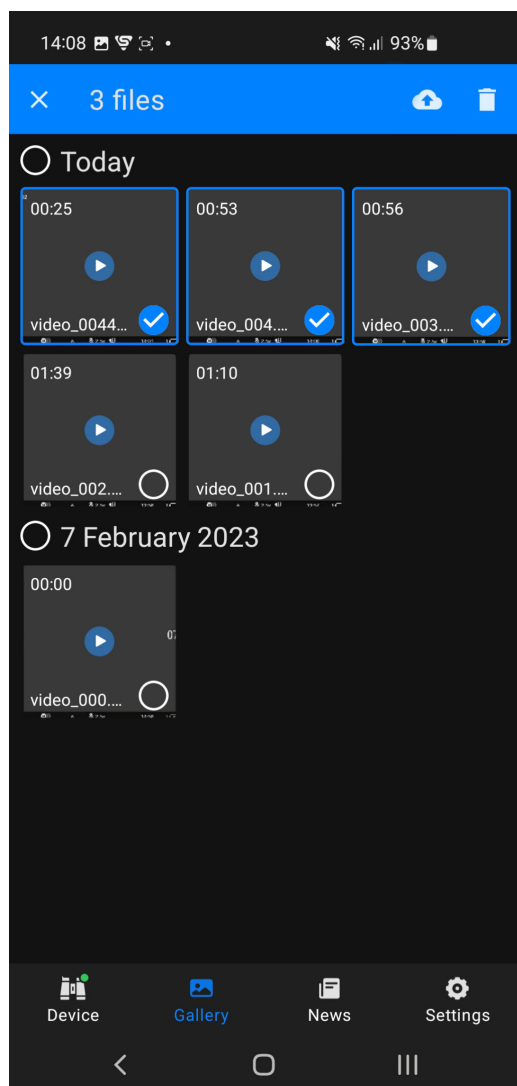 14:08 93%
3 files
Today
00:25 00:53 00:56
video_0044... video_004.... video_003....
01:39 01:10
video_002.... video_001....
7 February 2023
00:00
07
video_000....
Device Gallery News Settings